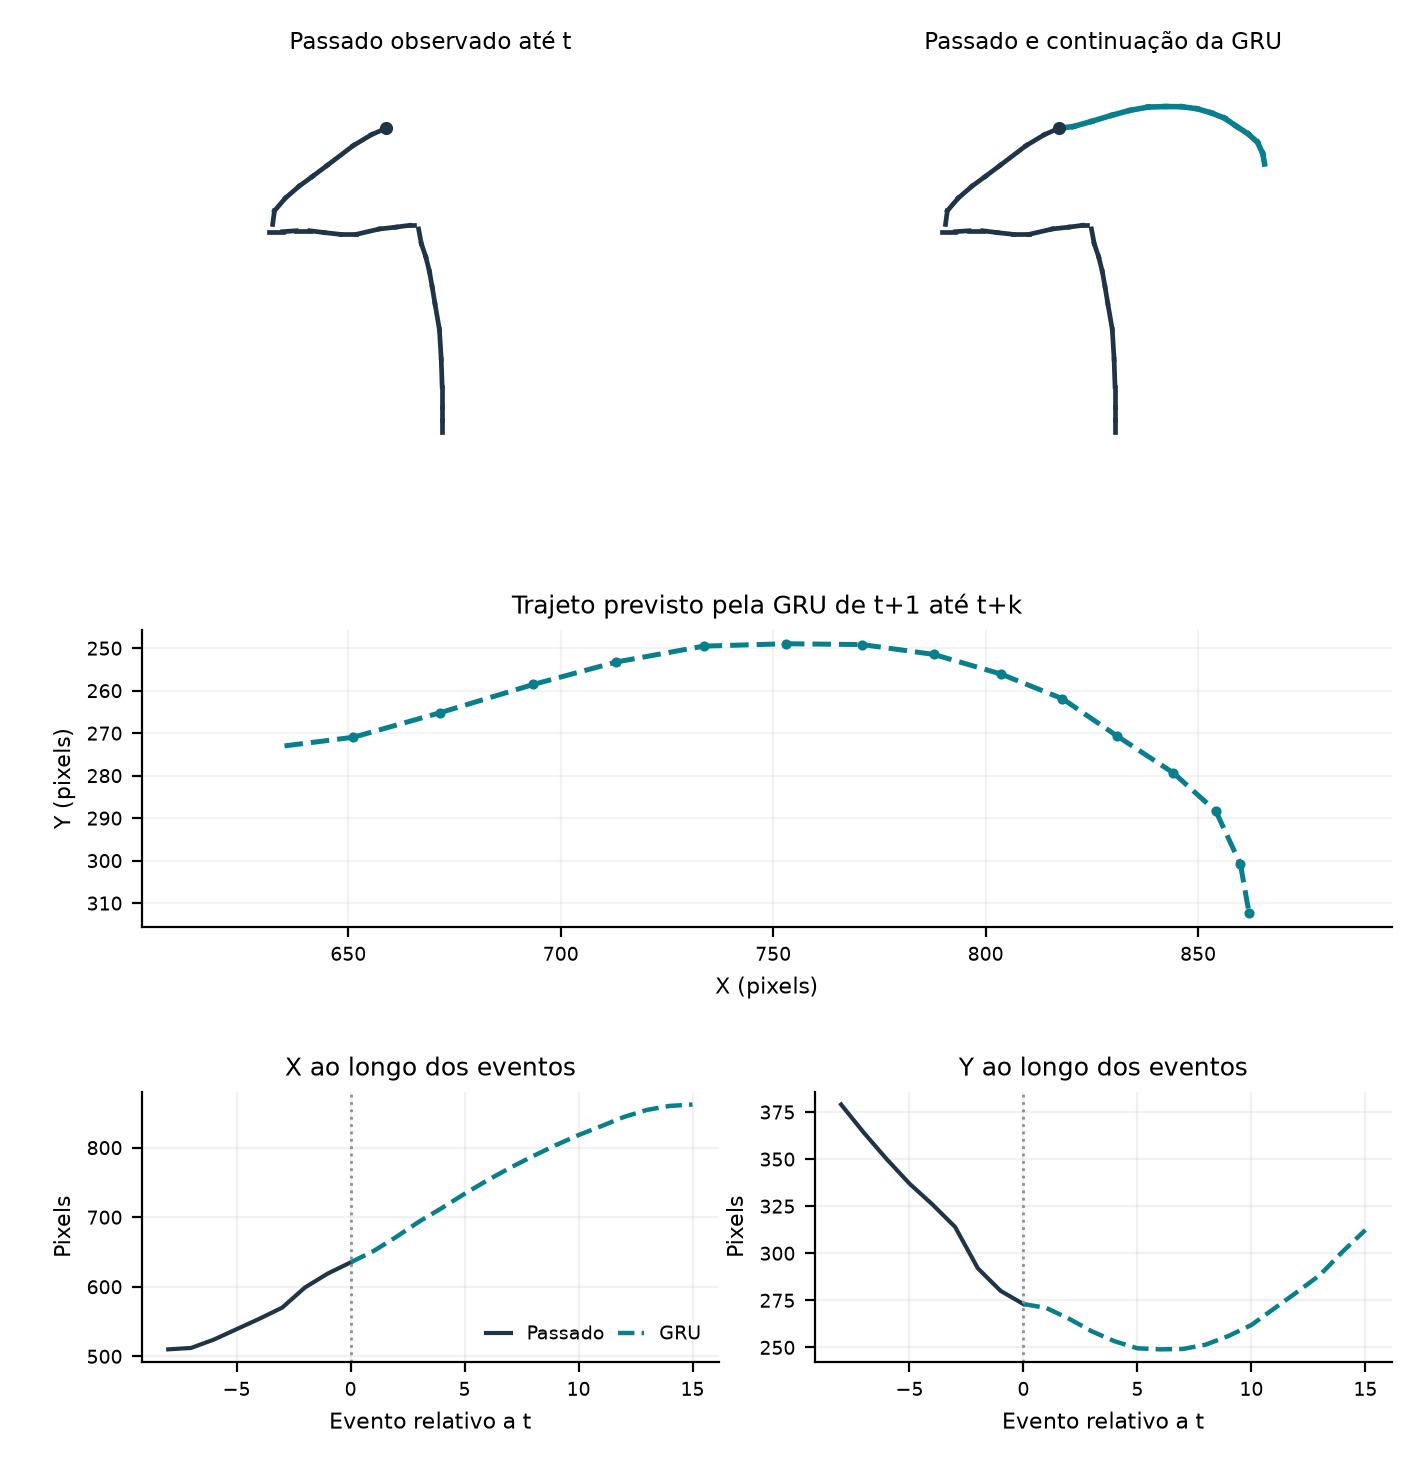 Passado observado até t
Passado e continuação da GRU
Trajeto previsto pela GRU de t+1 até t+k
250
260
270
280
290
300
310
Y (pixels)
650 700 750 800 850
X (pixels)
X ao longo dos eventos
800
700
600
500
Pixels
Passado GRU
−5 0 5 10 15
Evento relativo a t
Y ao longo dos eventos
375
350
325
300
275
250
Pixels
−5 0 5 10 15
Evento relativo a t